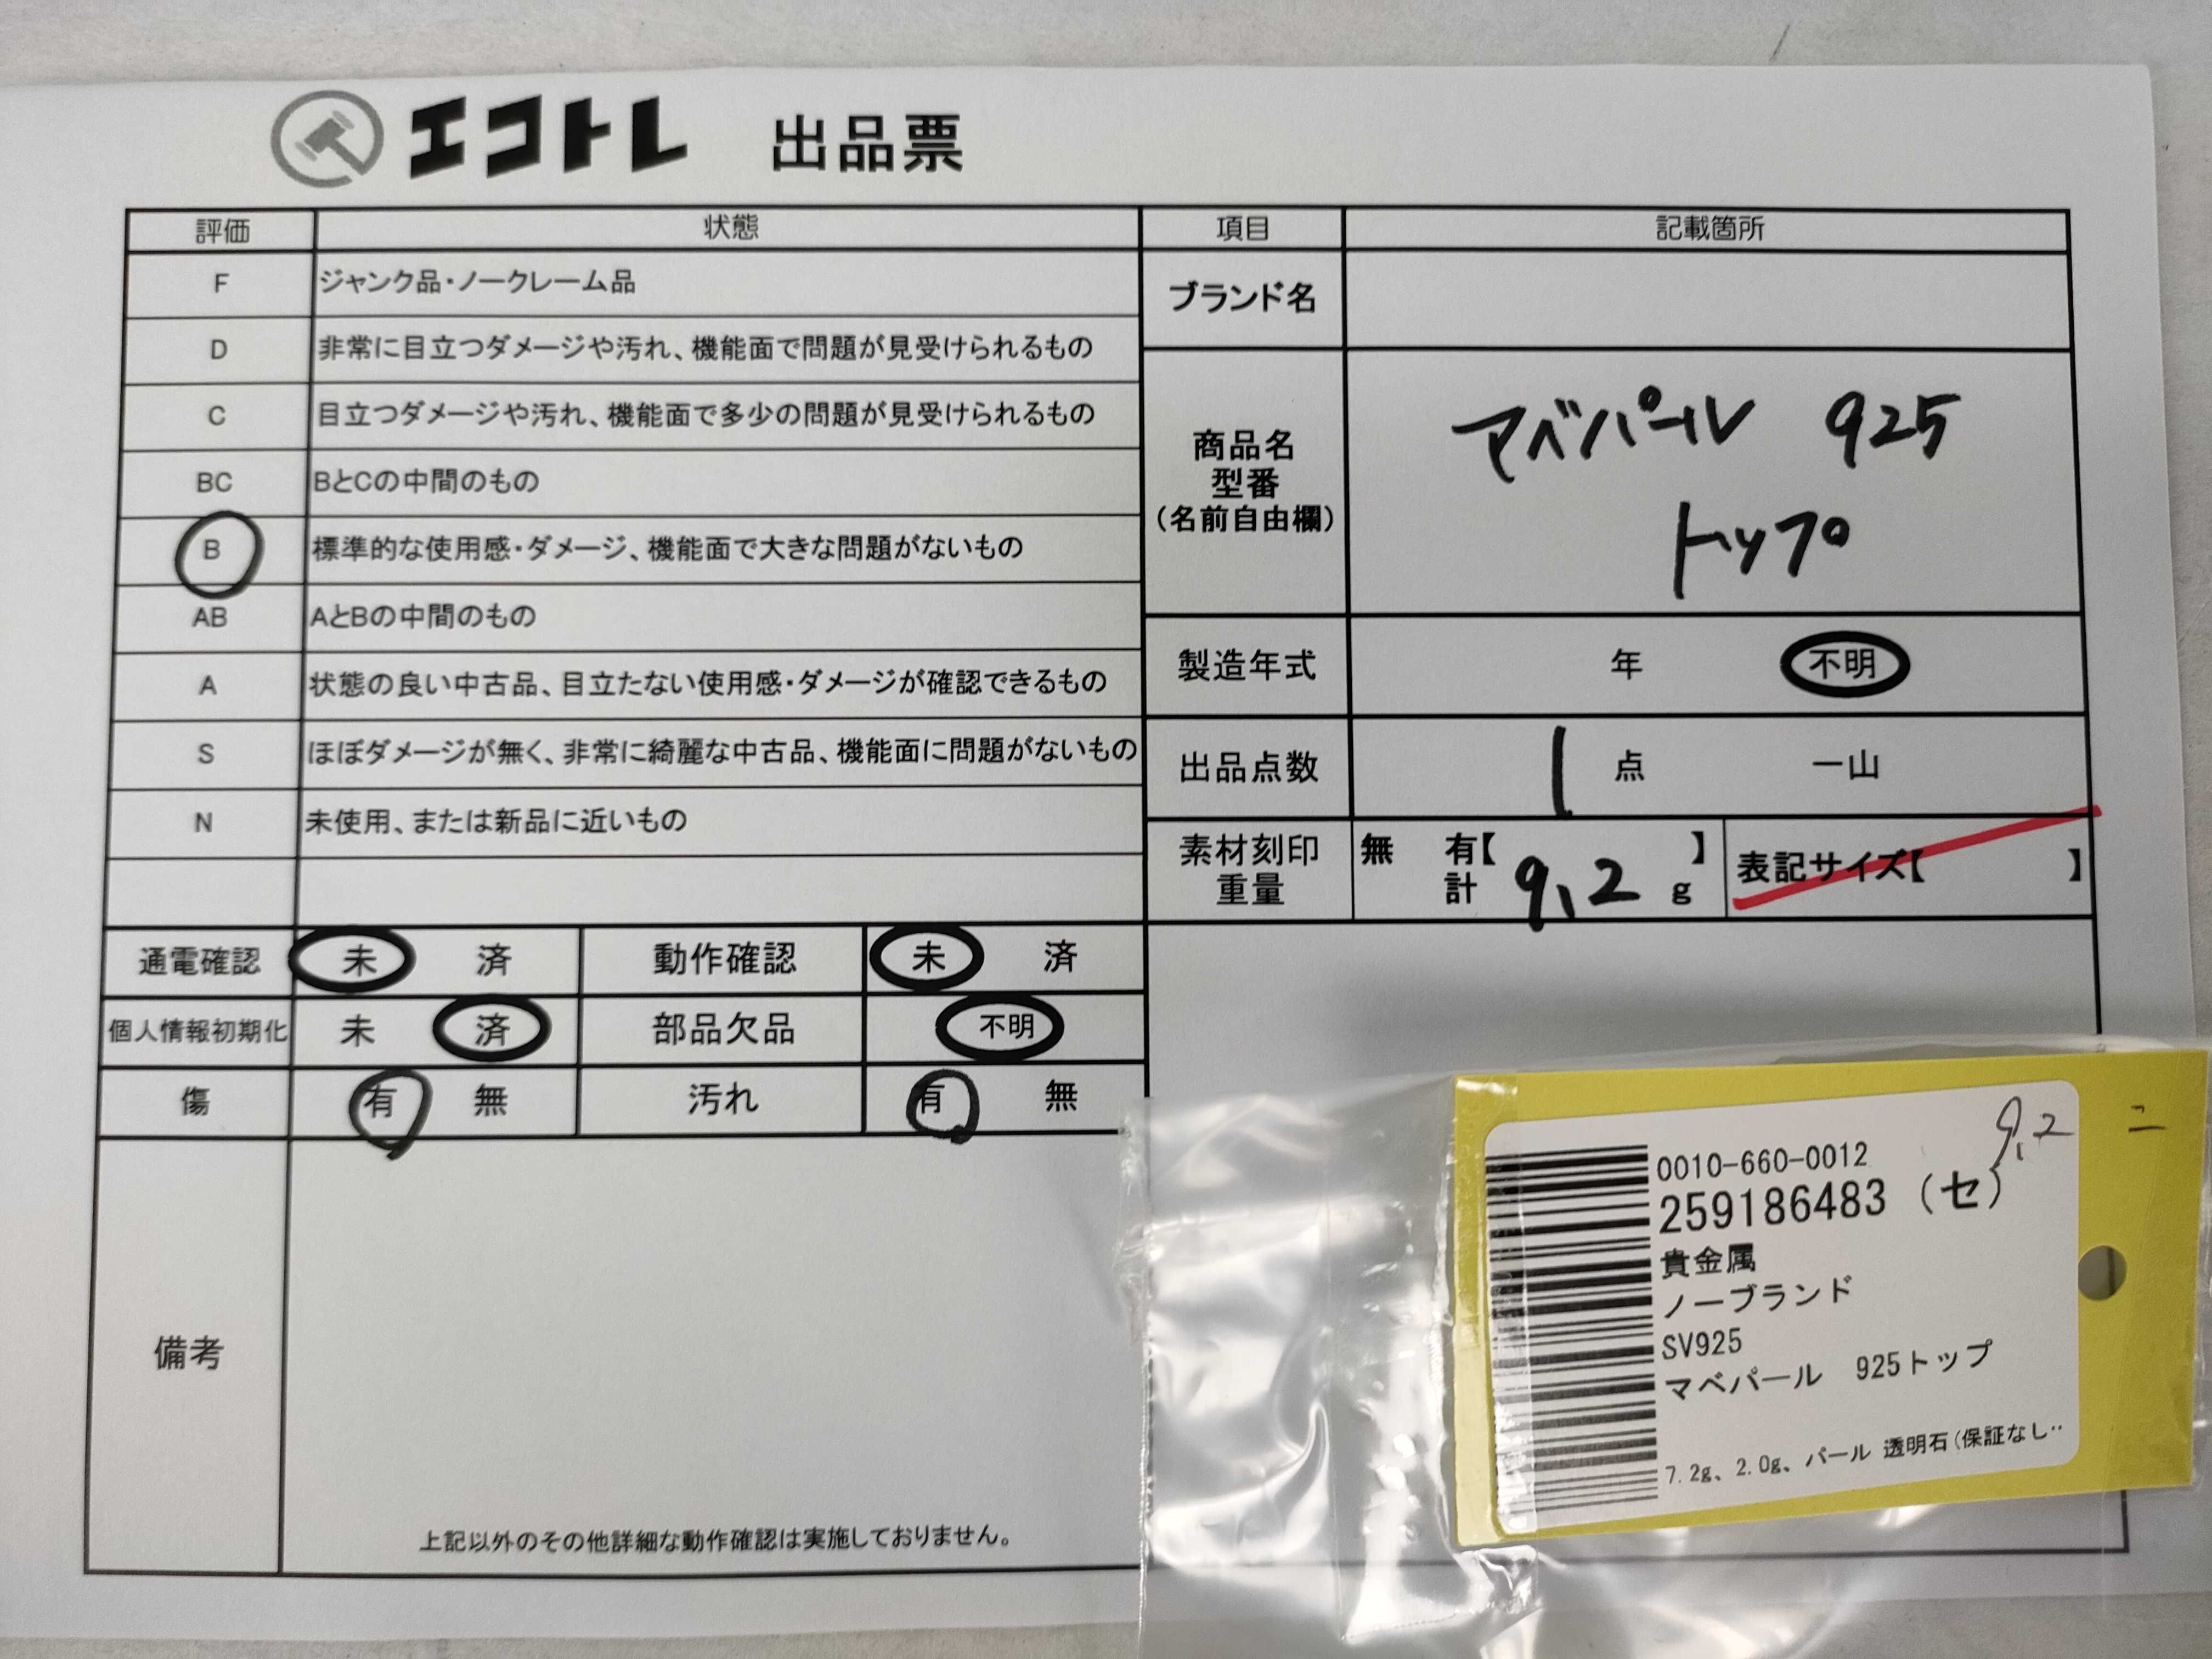 エコトレ 出品票
評価 状態 項目 記載箇所
F ジャンク品・ノークレーム品
D 非常に目立つダメージや汚れ、機能面で問題が見受けられるもの
C 目立つダメージや汚れ、機能面で多少の問題が見受けられるもの
BC BとCの中間のもの
B 標準的な使用感・ダメージ、機能面で大きな問題がないもの
AB AとBの中間のもの
A 状態の良い中古品、目立たない使用感・ダメージが確認できるもの
S ほぼダメージが無く、非常に綺麗な中古品、機能面に問題がないもの
N 未使用、または新品に近いもの
ブランド名
商品名
型番
(名前自由欄)
マベパール 925
トップ
製造年式 年 不明
出品点数 1 点 一山
素材刻印 無 有【 】 表記サイズ【 】
重量 計 9.2 g
通電確認 未 済 動作確認 未 済
個人情報初期化 未 済 部品欠品 不明
傷 有 無 汚れ 有 無
備考
上記以外のその他詳細な動作確認は実施しておりません。
9.2 ニ
0010-660-0012
259186483 (セ)
貴金属
ノーブランド
SV925
マベパール 925トップ
7.2g、2.0g、パール 透明石(保証なし‥